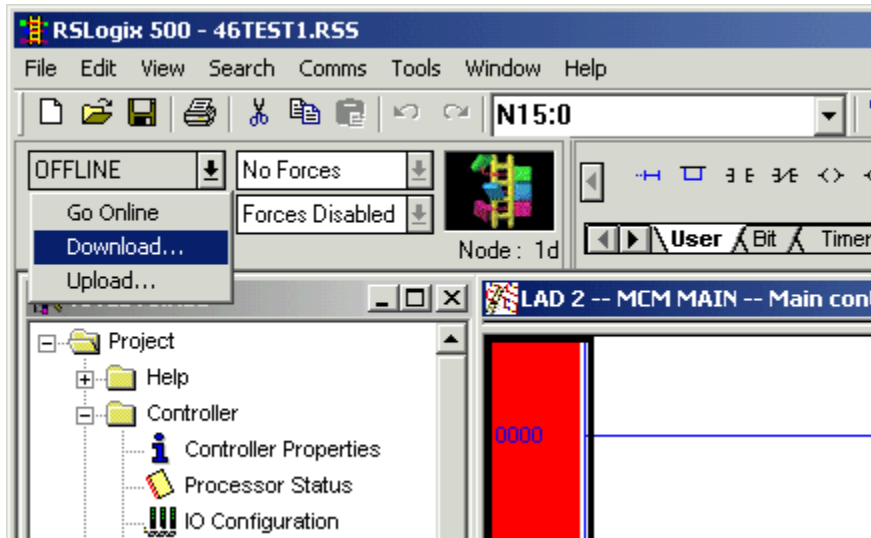 RSLogix 500 - 46TEST1.RSS
File Edit View Search Comms Tools Window Help
N15:0
OFFLINE No Forces
Go Online Forces Disabled
Download...
Node : 1d
User Bit Timer
Upload...
LAD 2 -- MCM MAIN -- Main cont
Project
Help
Controller
0000
Controller Properties
Processor Status
IO Configuration